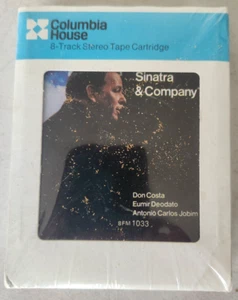 Columbia
House
8-Track Stereo Tape Cartridge
Sinatra
& Company
Don Costa
Eumir Deodato
Antonio Carlos Jobim
8FM 1033